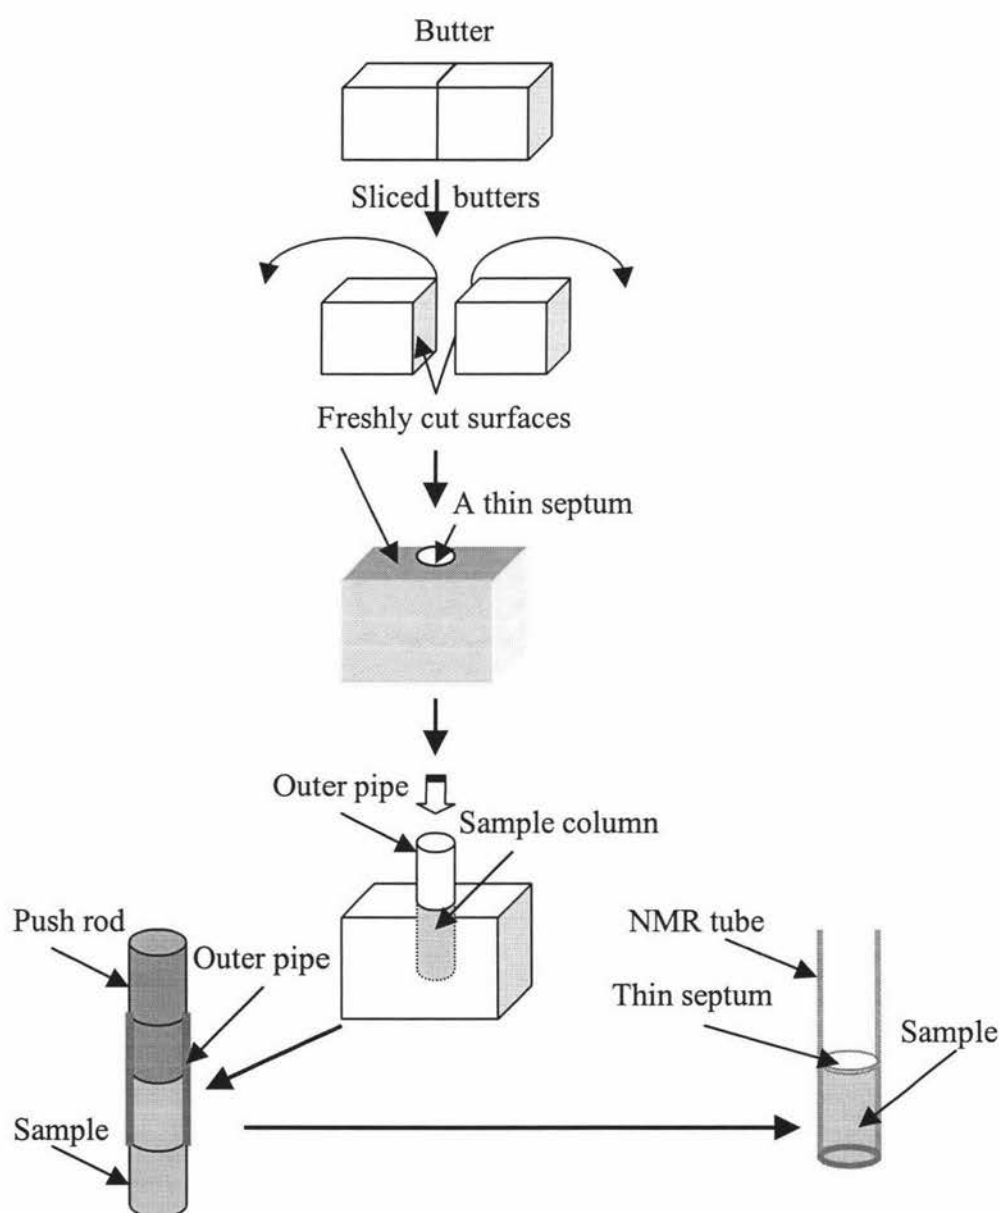 Butter
Sliced butters
Freshly cut surfaces
A thin septum
Outer pipe
Sample column
Push rod
Outer pipe
NMR tube
Thin septum
Sample
Sample